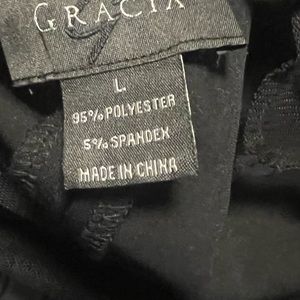 GRACIA
L
95% POLYESTER
5% SPANDEX
MADE IN CHINA